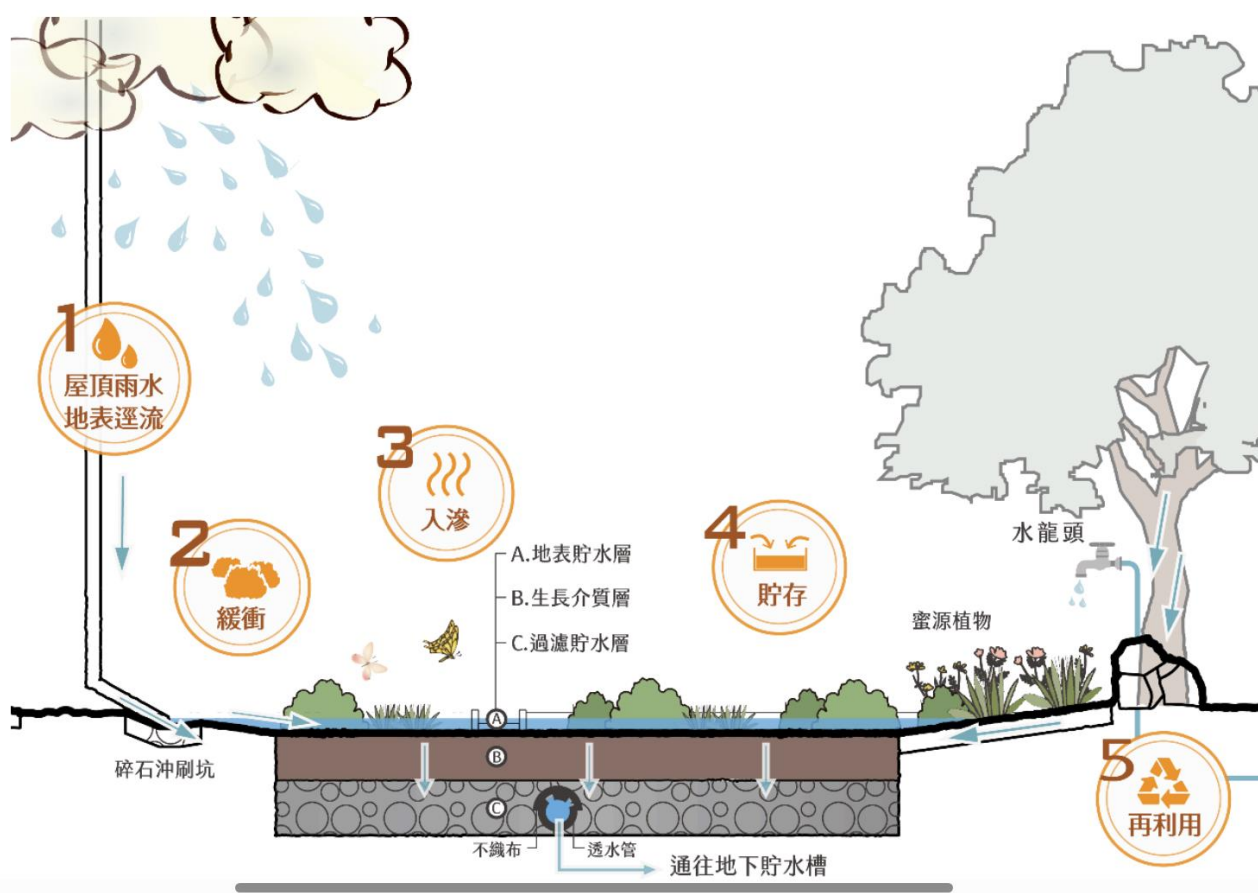 1
屋頂雨水
地表逕流
2
緩衝
3
入滲
A.地表貯水層
B.生長介質層
C.過濾貯水層
4
貯存
水龍頭
蜜源植物
A
B
C
碎石沖刷坑
不織布
透水管
通往地下貯水槽
5
再利用